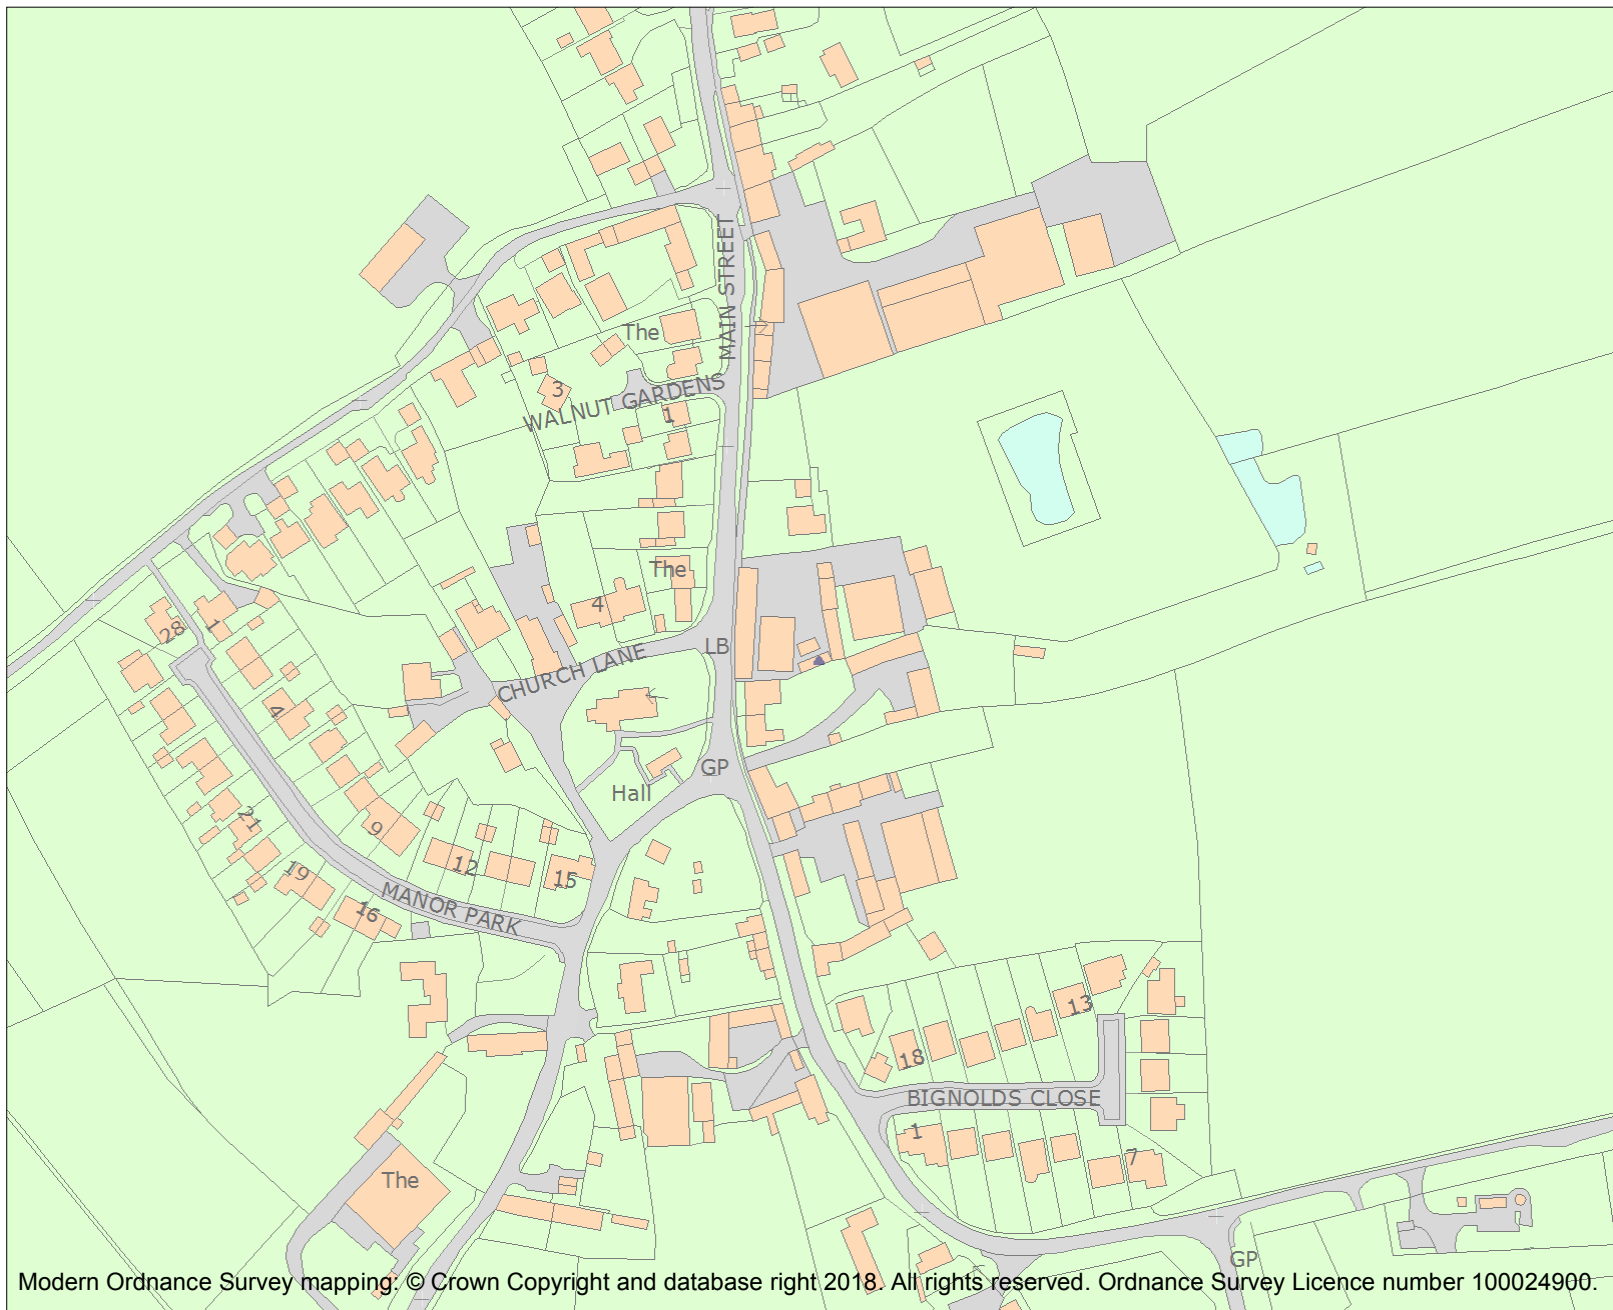 MAIN STREET
The
3
WALNUT GARDENS
1
The
4
28
1
LB
CHURCH LANE
4
GP
Hall
21
9
12
19
15
16
MANOR PARK
13
18
BIGNOLDS CLOSE
1
7
The
GP
Modern Ordnance Survey mapping: © Crown Copyright and database right 2018. All rights reserved. Ordnance Survey Licence number 100024900.